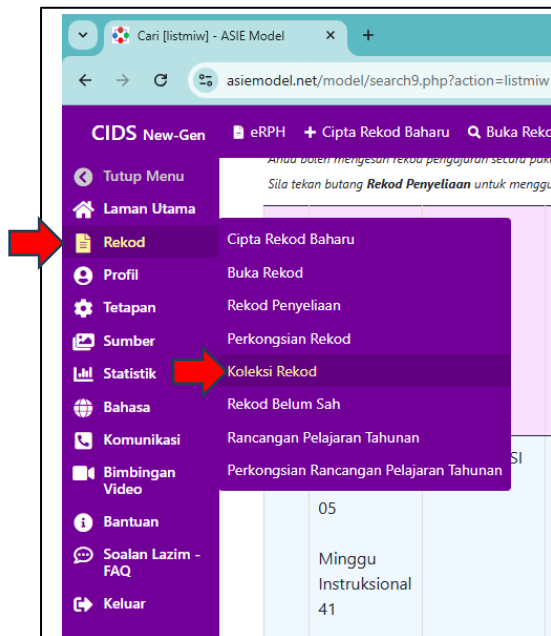 Cari [listmiw] - ASIE Model
asiemodel.net/model/search9.php?action=listmiw
CIDS New-Gen
eRPH
Cipta Rekod Baharu
Buka Reko
Anda boleh mengesan rekod pengajaran secara puk
Sila tekan butang Rekod Penyeliaan untuk menggu
Tutup Menu
Laman Utama
Rekod
Profil
Tetapan
Sumber
Statistik
Bahasa
Komunikasi
Bimbingan
Video
Bantuan
Soalan Lazim -
FAQ
Keluar
Cipta Rekod Baharu
Buka Rekod
Rekod Penyeliaan
Perkongsian Rekod
Koleksi Rekod
Rekod Belum Sah
Rancangan Pelajaran Tahunan
Perkongsian Rancangan Pelajaran Tahunan
SI
05
Minggu
Instruksional
41